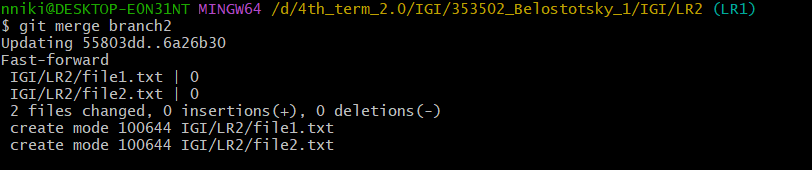 nniki@DESKTOP-EON31NT MINGW64 /d/4th_term_2.0/IGI/353502_Belostotsky_1/IGI/LR2 (LR1)
$ git merge branch2
Updating 55803dd..6a26b30
Fast-forward
 IGI/LR2/file1.txt | 0
 IGI/LR2/file2.txt | 0
 2 files changed, 0 insertions(+), 0 deletions(-)
 create mode 100644 IGI/LR2/file1.txt
 create mode 100644 IGI/LR2/file2.txt